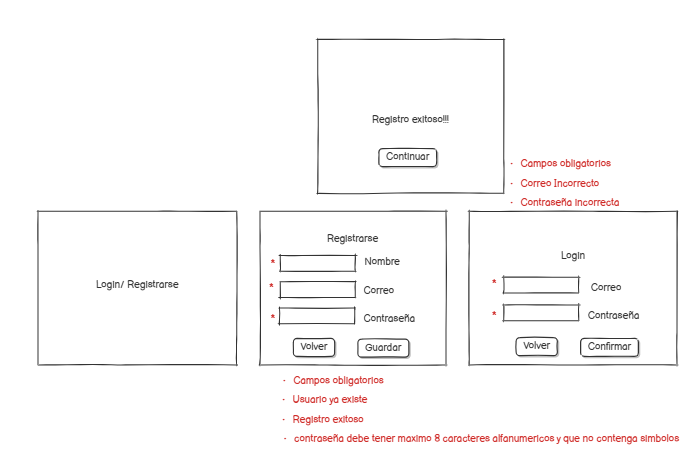 Registro exitoso!!!
Continuar
· Campos obligatorios
· Correo Incorrecto
· Contraseña incorrecta
Login/ Registrarse
Registrarse
* Nombre
* Correo
* Contraseña
Volver Guardar
· Campos obligatorios
· Usuario ya existe
· Registro exitoso
· contraseña debe tener maximo 8 caracteres alfanumericos y que no contenga simbolos
Login
* Correo
* Contraseña
Volver Confirmar